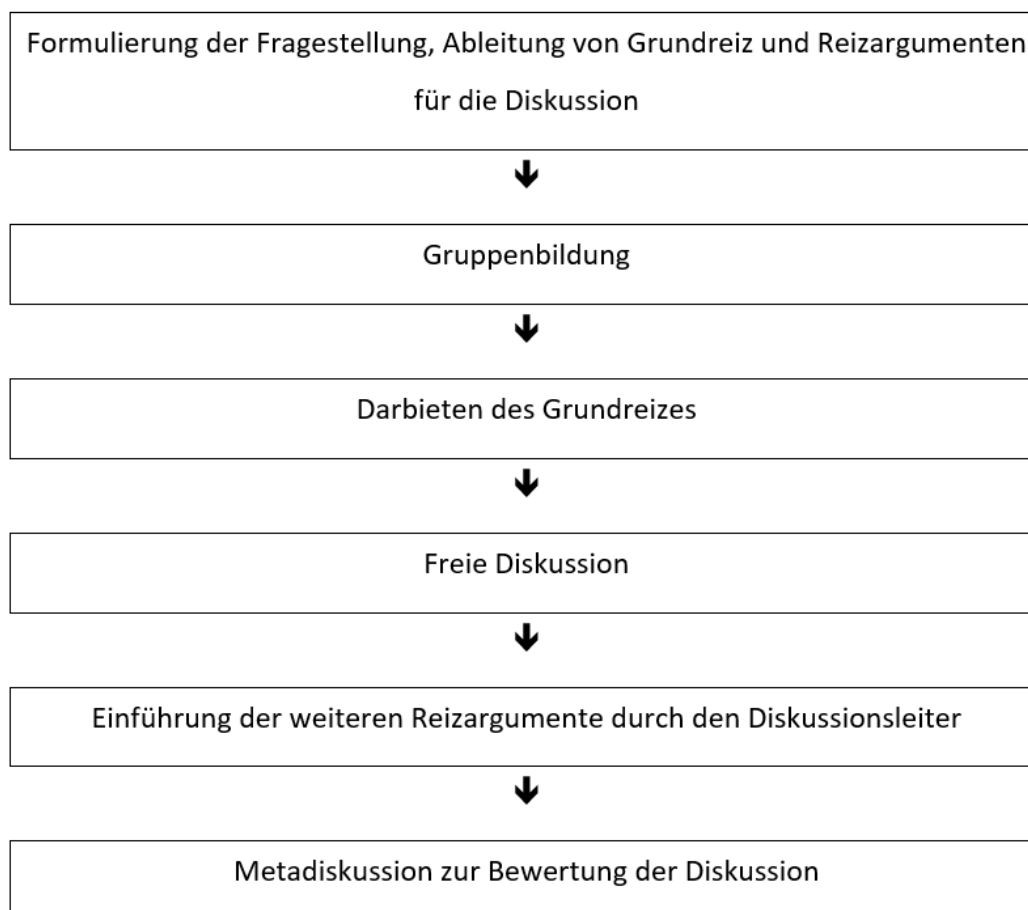 Formulierung der Fragestellung, Ableitung von Grundreiz und Reizargumenten
für die Diskussion
Gruppenbildung
Darbieten des Grundreizes
Freie Diskussion
Einführung der weiteren Reizargumente durch den Diskussionsleiter
Metadiskussion zur Bewertung der Diskussion